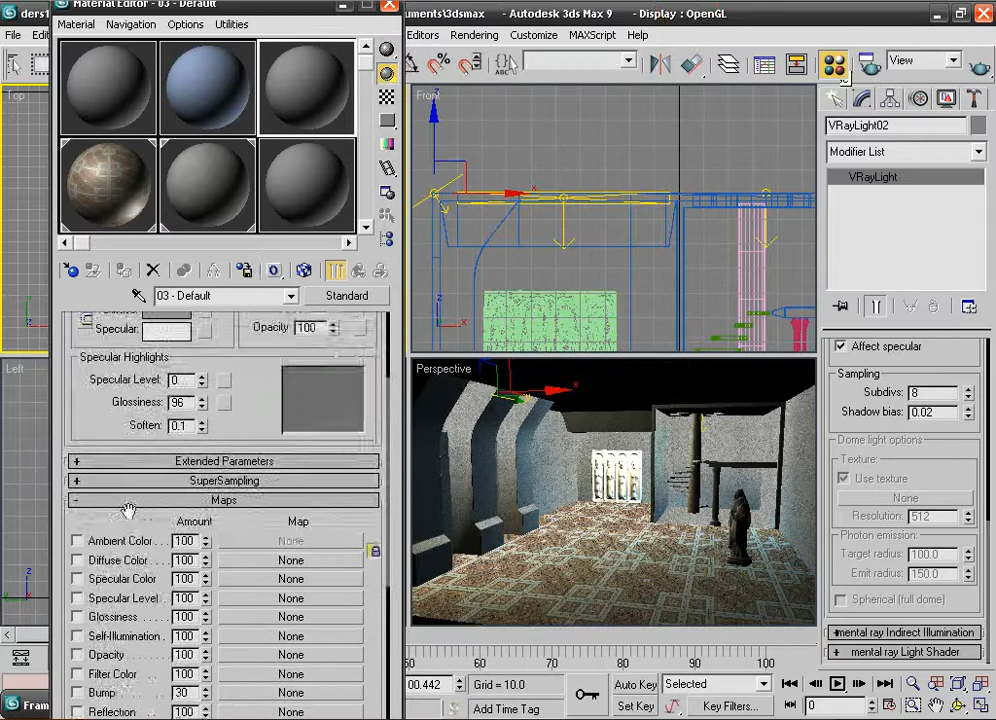 ders1
Material Editor - 03 - Default
uments\3dsmax - Autodesk 3ds Max 9 - Display : OpenGL
File Edi
Material Navigation Options Utilities
ditors Rendering Customize MAXScript Help
View
Top
Front
VRayLight02
Modifier List
VRayLight
03 - Default Standard
Specular: Opacity 100
Specular Highlights
Specular Level: 0
Glossiness: 96
Soften: 0.1
Left
Perspective
Affect specular
Sampling
Subdivs: 8
Shadow bias: 0.02
Dome light options
Texture:
Use texture
None
Resolution: 512
Photon emission:
Target radius: 100.0
Emit radius: 150.0
Spherical (full dome)
+ mental ray Indirect Illumination
+ mental ray Light Shader
+ Extended Parameters
+ SuperSampling
- Maps
Amount Map
Ambient Color . . . 100 None
Diffuse Color . . . . 100 None
Specular Color . . 100 None
Specular Level . . 100 None
Glossiness . . . . . 100 None
Self-Illumination . . 100 None
Opacity . . . . . . . . 100 None
Filter Color . . . . . 100 None
Bump . . . . . . . . . 30 None
Reflection . . . . . . 100 None
50 60 70 80 90 100
00.442 Grid = 10.0 Auto Key Selected
Fram Add Time Tag Set Key Key Filters... 0